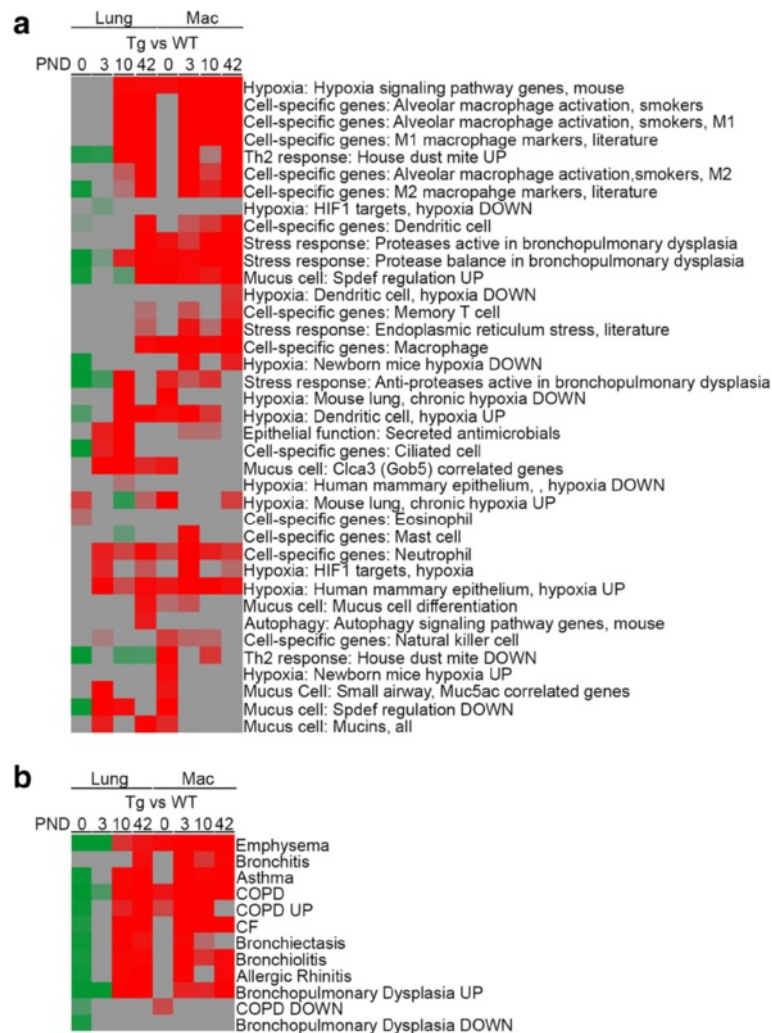 a
Lung Mac
Tg vs WT
PND 0 3 10 42 0 3 10 42
Hypoxia: Hypoxia signaling pathway genes, mouse
Cell-specific genes: Alveolar macrophage activation, smokers
Cell-specific genes: Alveolar macrophage activation, smokers, M1
Cell-specific genes: M1 macrophage markers, literature
Th2 response: House dust mite UP
Cell-specific genes: Alveolar macrophage activation,smokers, M2
Cell-specific genes: M2 macropahge markers, literature
Hypoxia: HIF1 targets, hypoxia DOWN
Cell-specific genes: Dendritic cell
Stress response: Proteases active in bronchopulmonary dysplasia
Stress response: Protease balance in bronchopulmonary dysplasia
Mucus cell: Spdef regulation UP
Hypoxia: Dendritic cell, hypoxia DOWN
Cell-specific genes: Memory T cell
Stress response: Endoplasmic reticulum stress, literature
Cell-specific genes: Macrophage
Hypoxia: Newborn mice hypoxia DOWN
Stress response: Anti-proteases active in bronchopulmonary dysplasia
Hypoxia: Mouse lung, chronic hypoxia DOWN
Hypoxia: Dendritic cell, hypoxia UP
Epithelial function: Secreted antimicrobials
Cell-specific genes: Ciliated cell
Mucus cell: Clca3 (Gob5) correlated genes
Hypoxia: Human mammary epithelium, , hypoxia DOWN
Hypoxia: Mouse lung, chronic hypoxia UP
Cell-specific genes: Eosinophil
Cell-specific genes: Mast cell
Cell-specific genes: Neutrophil
Hypoxia: HIF1 targets, hypoxia
Hypoxia: Human mammary epithelium, hypoxia UP
Mucus cell: Mucus cell differentiation
Autophagy: Autophagy signaling pathway genes, mouse
Cell-specific genes: Natural killer cell
Th2 response: House dust mite DOWN
Hypoxia: Newborn mice hypoxia UP
Mucus Cell: Small airway, Muc5ac correlated genes
Mucus cell: Spdef regulation DOWN
Mucus cell: Mucins, all
b
Lung Mac
Tg vs WT
PND 0 3 10 42 0 3 10 42
Emphysema
Bronchitis
Asthma
COPD
COPD UP
CF
Bronchiectasis
Bronchiolitis
Allergic Rhinitis
Bronchopulmonary Dysplasia UP
COPD DOWN
Bronchopulmonary Dysplasia DOWN